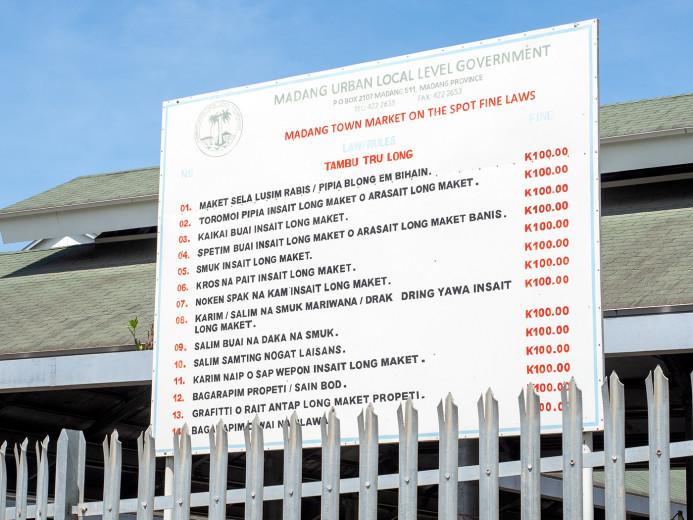 MADANG URBAN LOCAL LEVEL GOVERNMENT
P O BOX 2107 MADANG 511, MADANG PROVINCE
TEL: 422 2633 FAX: 422 2653
MADANG TOWN MARKET ON THE SPOT FINE LAWS
NO LAW/RULES FINE
TAMBU TRU LONG
01. MAKET SELA LUSIM RABIS / PIPIA BLONG EM BIHAIN. K100.00
02. TOROMOI PIPIA INSAIT LONG MAKET O ARASAIT LONG MAKET. K100.00
03. KAIKAI BUAI INSAIT LONG MAKET. K100.00
04. SPETIM BUAI INSAIT LONG MAKET O ARASAIT LONG MAKET BANIS. K100.00
05. SMUK INSAIT LONG MAKET. K100.00
06. KROS NA PAIT INSAIT LONG MAKET. K100.00
07. NOKEN SPAK NA KAM INSAIT LONG MAKET. K100.00
08. KARIM / SALIM NA SMUK MARIWANA / DRAK DRING YAWA INSAIT K100.00
LONG MAKET.
09. SALIM BUAI NA DAKA NA SMUK. K100.00
10. SALIM SAMTING NOGAT LAISANS. K100.00
11. KARIM NAIP O SAP WEPON INSAIT LONG MAKET. K100.00
12. BAGARAPIM PROPETI / SAIN BOD. K100.00
13. GRAFITTI O RAIT ANTAP LONG MAKET PROPETI. K100.00
14. BAGARAPIM